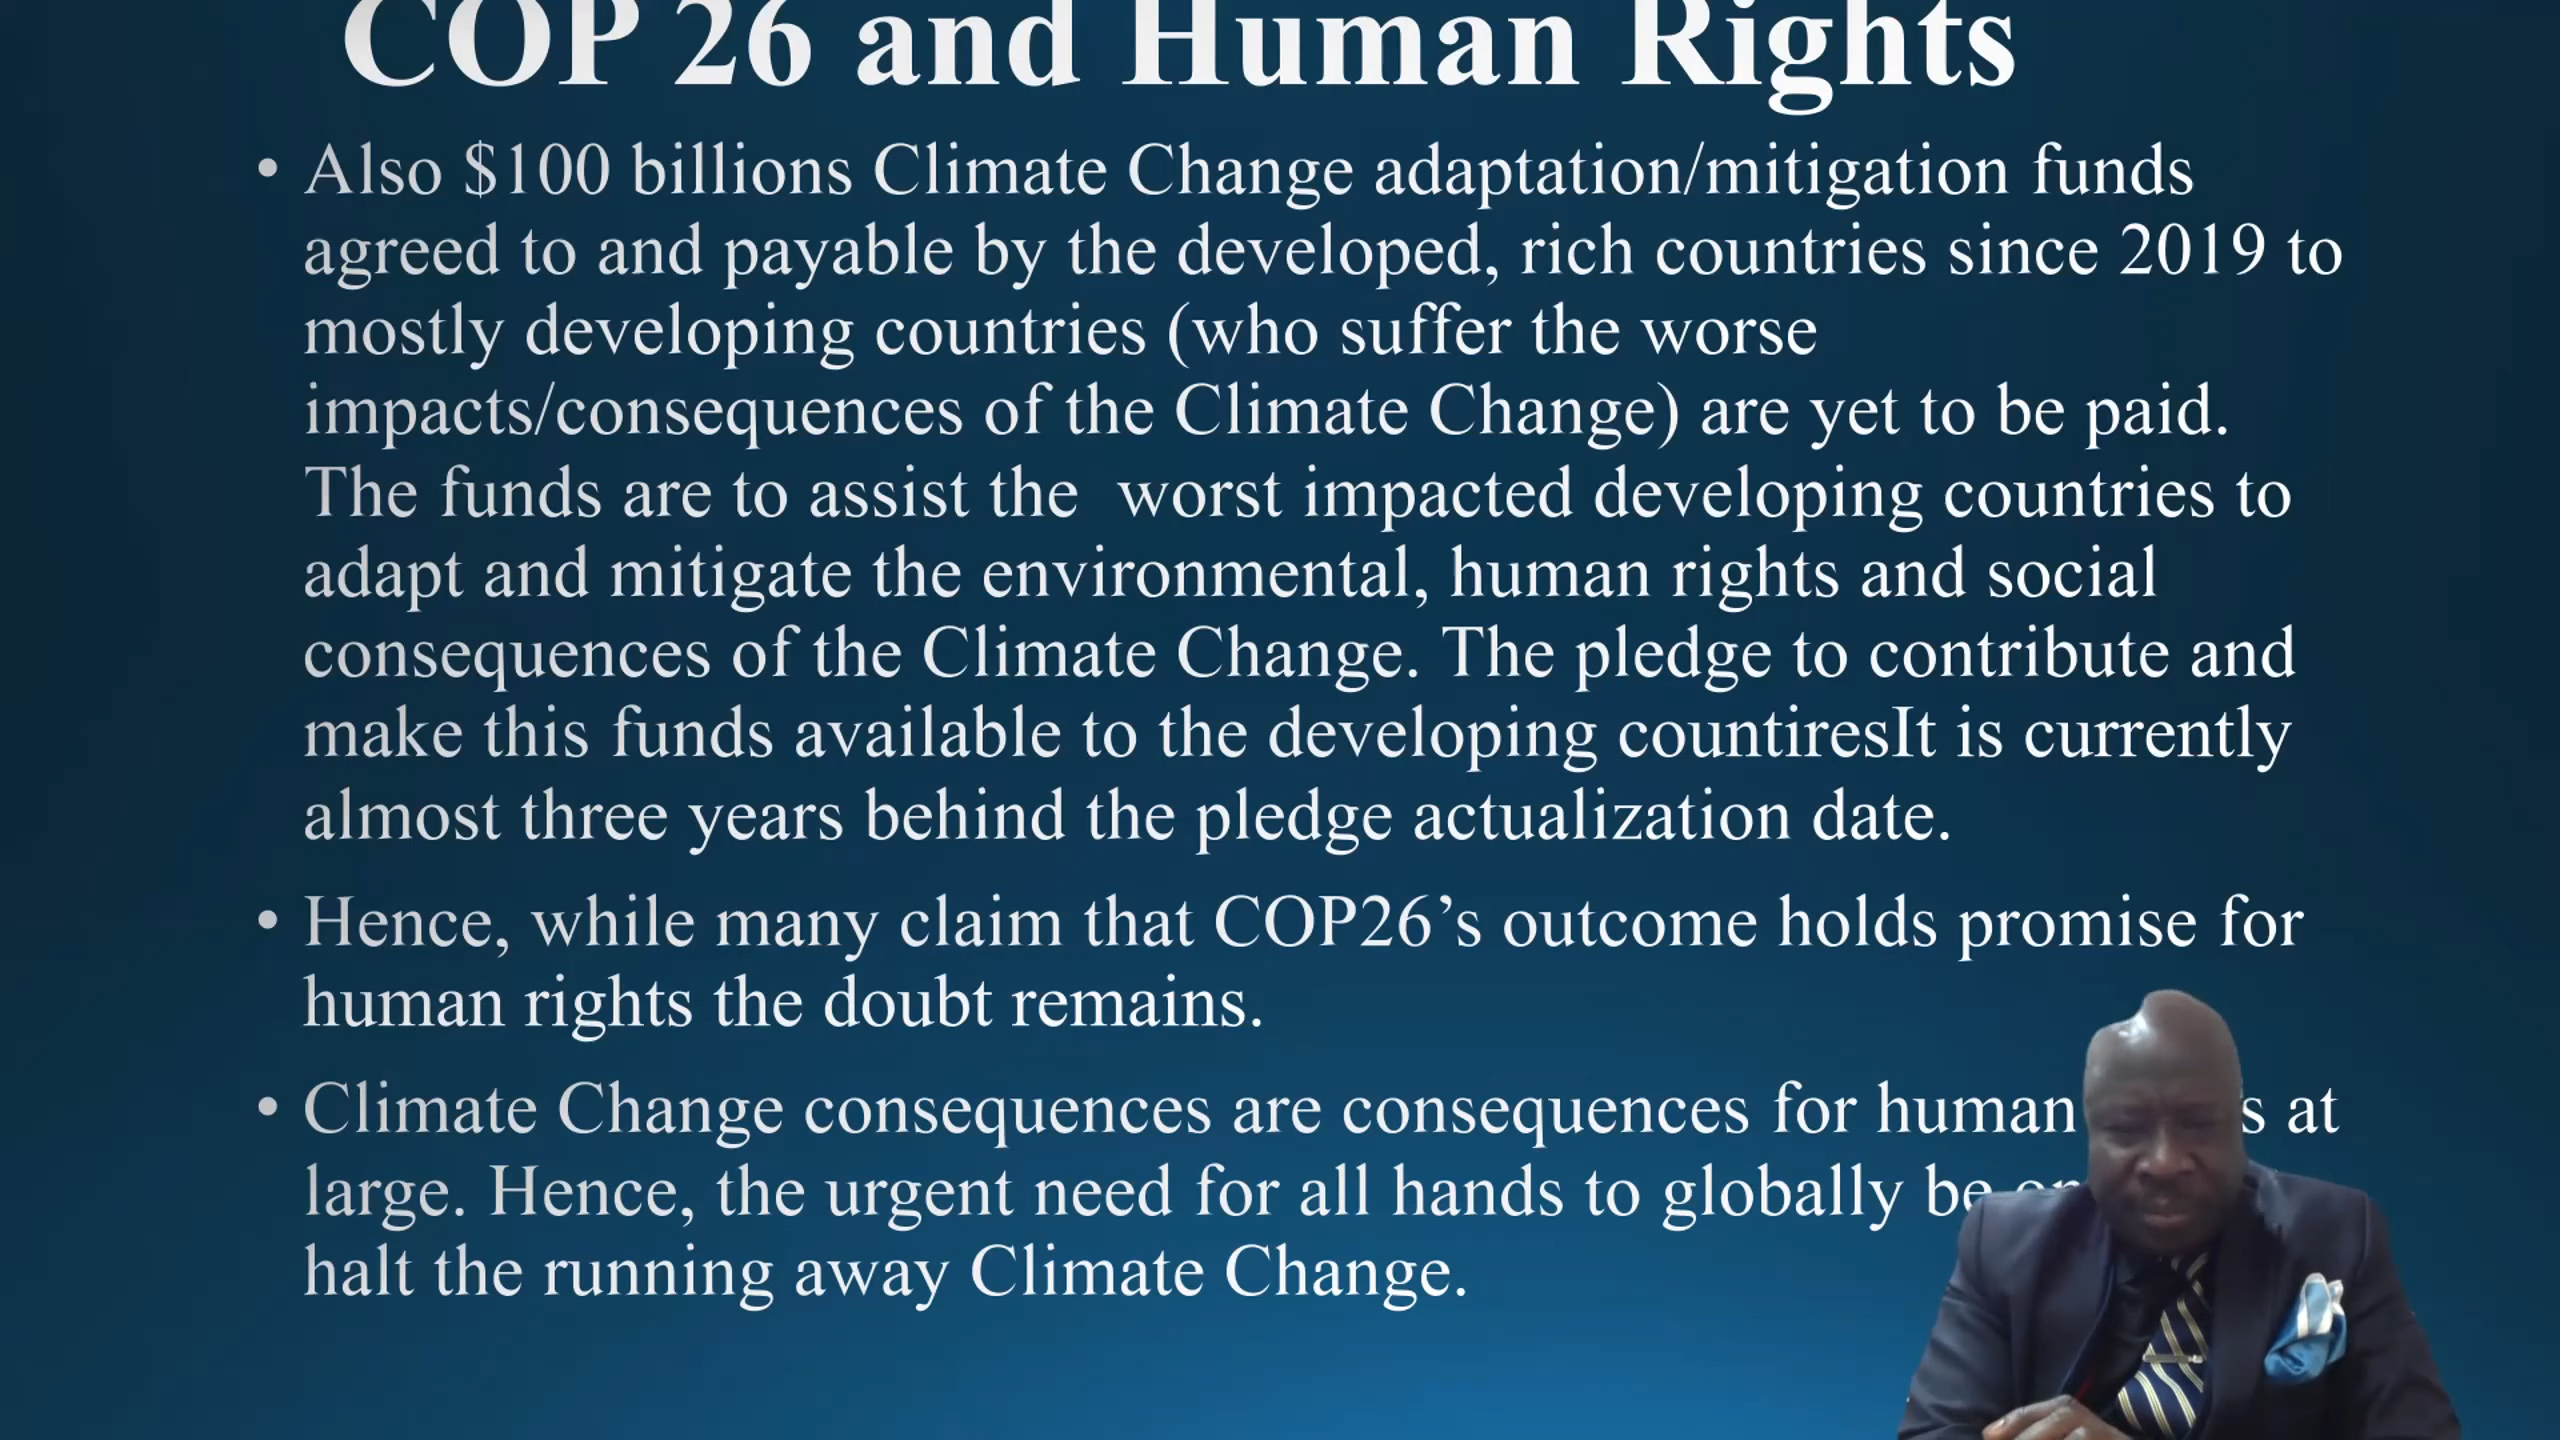 COP 26 and Human Rights
• Also $100 billions Climate Change adaptation/mitigation funds
agreed to and payable by the developed, rich countries since 2019 to
mostly developing countries (who suffer the worse
impacts/consequences of the Climate Change) are yet to be paid.
The funds are to assist the  worst impacted developing countries to
adapt and mitigate the environmental, human rights and social
consequences of the Climate Change. The pledge to contribute and
make this funds available to the developing countiresIt is currently
almost three years behind the pledge actualization date.
• Hence, while many claim that COP26’s outcome holds promise for
human rights the doubt remains.
• Climate Change consequences are consequences for human at
large. Hence, the urgent need for all hands to globally be
halt the running away Climate Change.